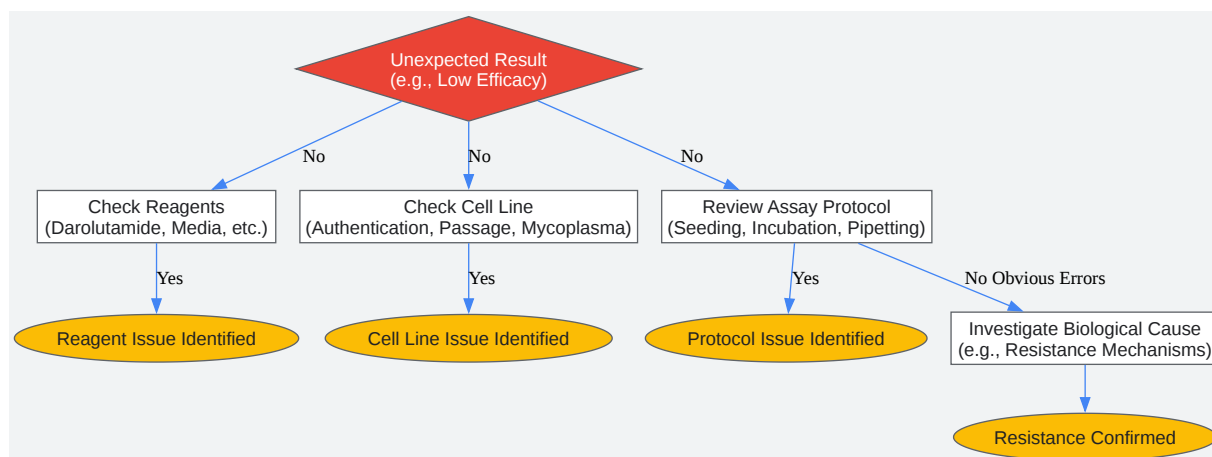 Unexpected Result
(e.g., Low Efficacy)
No
No
No
Check Reagents
(Darolutamide, Media, etc.)
Check Cell Line
(Authentication, Passage, Mycoplasma)
Review Assay Protocol
(Seeding, Incubation, Pipetting)
Yes
Yes
Yes
No Obvious Errors
Reagent Issue Identified
Cell Line Issue Identified
Protocol Issue Identified
Investigate Biological Cause
(e.g., Resistance Mechanisms)
Resistance Confirmed